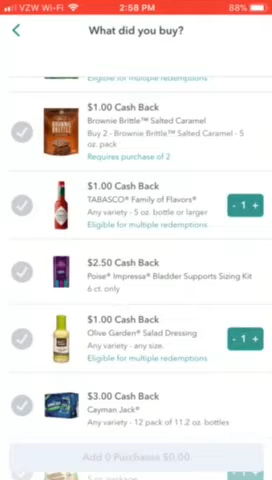 VZW Wi-Fi 2:58 PM 88%
What did you buy?
Eligible for multiple redemptions
$1.00 Cash Back
Brownie Brittle™ Salted Caramel
Buy 2 - Brownie Brittle™ Salted Caramel - 5
oz. pack
Requires purchase of 2
$1.00 Cash Back
TABASCO® Family of Flavors®
Any variety - 5 oz. bottle or larger
Eligible for multiple redemptions
- 1 +
$2.50 Cash Back
Poise® Impressa® Bladder Supports Sizing Kit
6 ct. only
$1.00 Cash Back
Olive Garden® Salad Dressing
Any variety - any size.
Eligible for multiple redemptions
- 1 +
$3.00 Cash Back
Cayman Jack®
Any variety - 12 pack of 11.2 oz. bottles
Add 0 Purchases $0.00
5 oz. package